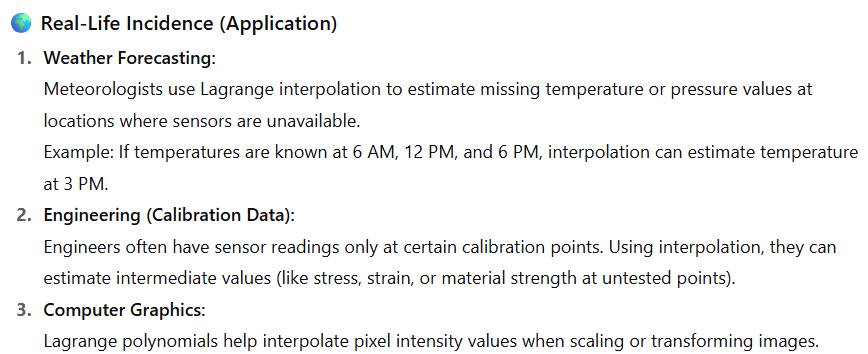 🌍 Real-Life Incidence (Application)
1. Weather Forecasting:
Meteorologists use Lagrange interpolation to estimate missing temperature or pressure values at
locations where sensors are unavailable.
Example: If temperatures are known at 6 AM, 12 PM, and 6 PM, interpolation can estimate temperature
at 3 PM.
2. Engineering (Calibration Data):
Engineers often have sensor readings only at certain calibration points. Using interpolation, they can
estimate intermediate values (like stress, strain, or material strength at untested points).
3. Computer Graphics:
Lagrange polynomials help interpolate pixel intensity values when scaling or transforming images.